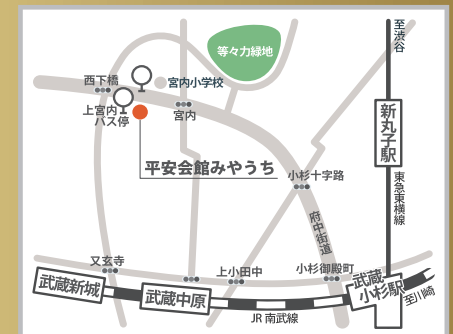 至渋谷
等々力緑地
西下橋
宮内小学校
上宮内
バス停
宮内
新丸子駅
平安会館みやうち
小杉十字路
東急東横線
府中街道
又玄寺
上小田中
小杉御殿町
武蔵新城
武蔵中原
武蔵
小杉駅
至川崎
JR 南武線